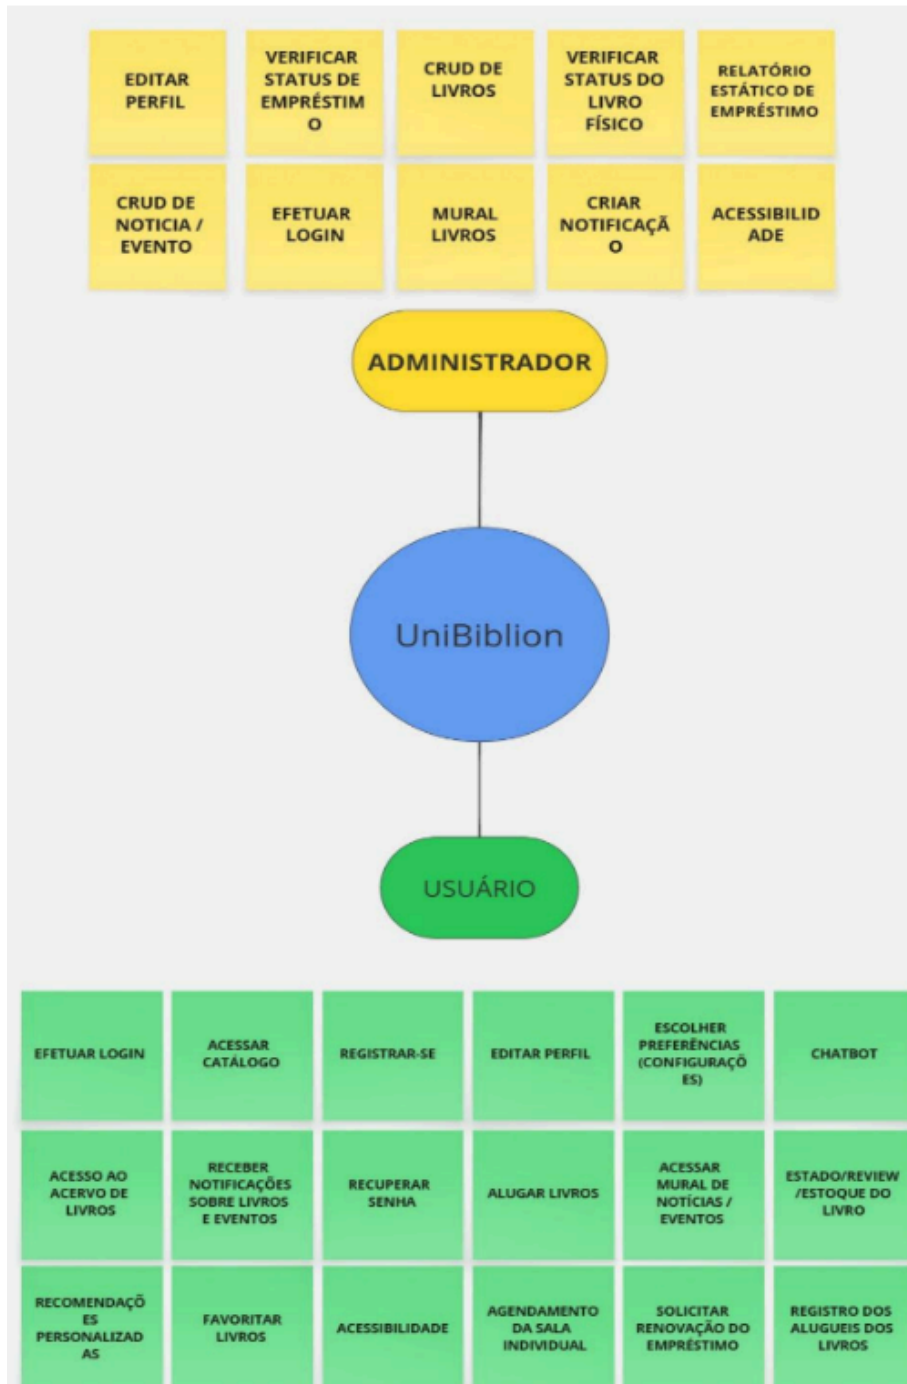 EDITAR
PERFIL
VERIFICAR
STATUS DE
EMPRÉSTIM
O
CRUD DE
LIVROS
VERIFICAR
STATUS DO
LIVRO
FÍSICO
RELATÓRIO
ESTÁTICO DE
EMPRÉSTIMO
CRUD DE
NOTICIA /
EVENTO
EFETUAR
LOGIN
MURAL
LIVROS
CRIAR
NOTIFICAÇÃ
O
ACESSIBILID
ADE
ADMINISTRADOR
UniBiblion
USUÁRIO
EFETUAR LOGIN
ACESSAR
CATÁLOGO
REGISTRAR-SE
EDITAR PERFIL
ESCOLHER
PREFERÊNCIAS
(CONFIGURAÇÕ
ES)
CHATBOT
ACESSO AO
ACERVO DE
LIVROS
RECEBER
NOTIFICAÇÕES
SOBRE LIVROS
E EVENTOS
RECUPERAR
SENHA
ALUGAR LIVROS
ACESSAR
MURAL DE
NOTÍCIAS /
EVENTOS
ESTADO/REVIEW
/ESTOQUE DO
LIVRO
RECOMENDAÇÕ
ES
PERSONALIZAD
AS
FAVORITAR
LIVROS
ACESSIBILIDADE
AGENDAMENTO
DA SALA
INDIVIDUAL
SOLICITAR
RENOVAÇÃO DO
EMPRÉSTIMO
REGISTRO DOS
ALUGUEIS DOS
LIVROS